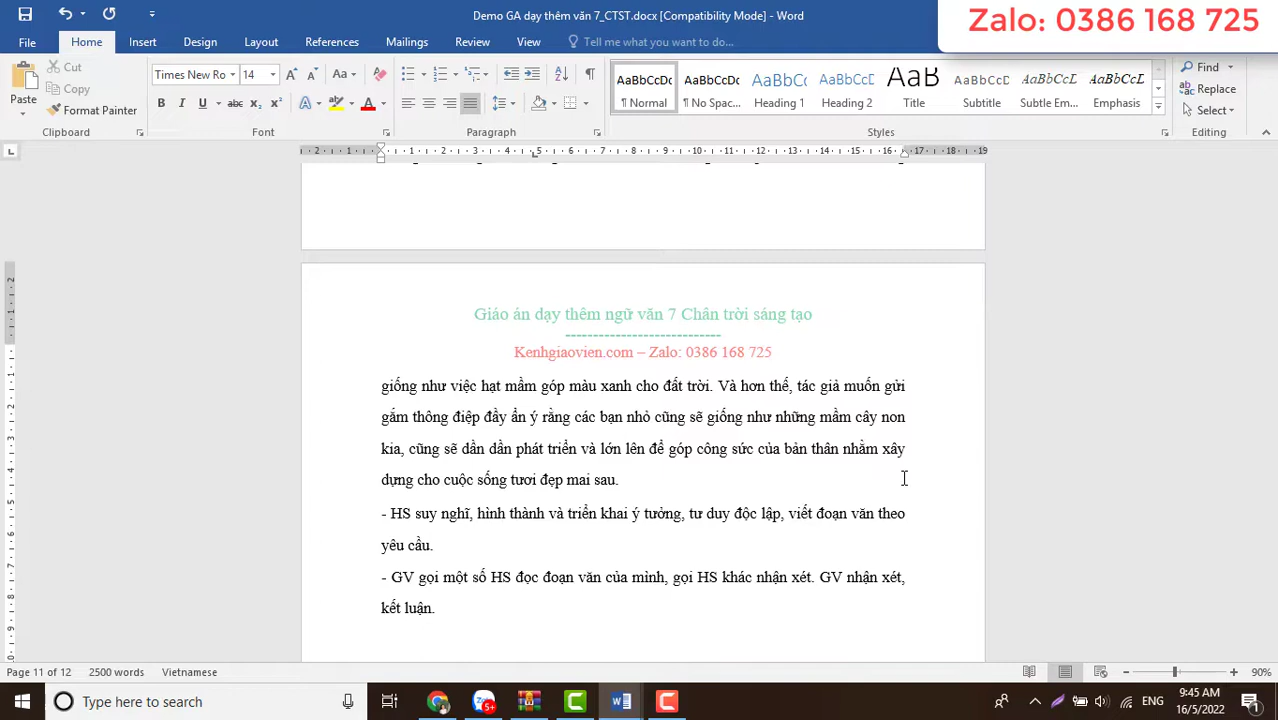 Demo GA dạy thêm văn 7_CTST.docx [Compatibility Mode] - Word
Zalo: 0386 168 725
File Home Insert Design Layout References Mailings Review View Tell me what you want to do...
Paste Cut Copy Format Painter
Times New Ro 14
AaBbCcDc AaBbCcDc AaBbCc AaBbCcD AaB AaBbCcD AaBbCcD AaBbCcD
¶ Normal ¶ No Spac... Heading 1 Heading 2 Title Subtitle Subtle Em... Emphasis
Find Replace Select
Clipboard Font Paragraph Styles Editing
Giáo án dạy thêm ngữ văn 7 Chân trời sáng tạo
----------------------------
Kenhgiaovien.com – Zalo: 0386 168 725
giống như việc hạt mầm góp màu xanh cho đất trời. Và hơn thế, tác giả muốn gửi
gắm thông điệp đầy ẩn ý rằng các bạn nhỏ cũng sẽ giống như những mầm cây non
kia, cũng sẽ dần dần phát triển và lớn lên để góp công sức của bản thân nhằm xây
dựng cho cuộc sống tươi đẹp mai sau.
- HS suy nghĩ, hình thành và triển khai ý tưởng, tư duy độc lập, viết đoạn văn theo
yêu cầu.
- GV gọi một số HS đọc đoạn văn của mình, gọi HS khác nhận xét. GV nhận xét,
kết luận.
Page 11 of 12 2500 words Vietnamese 90%
Type here to search
ENG
9:45 AM
16/5/2022